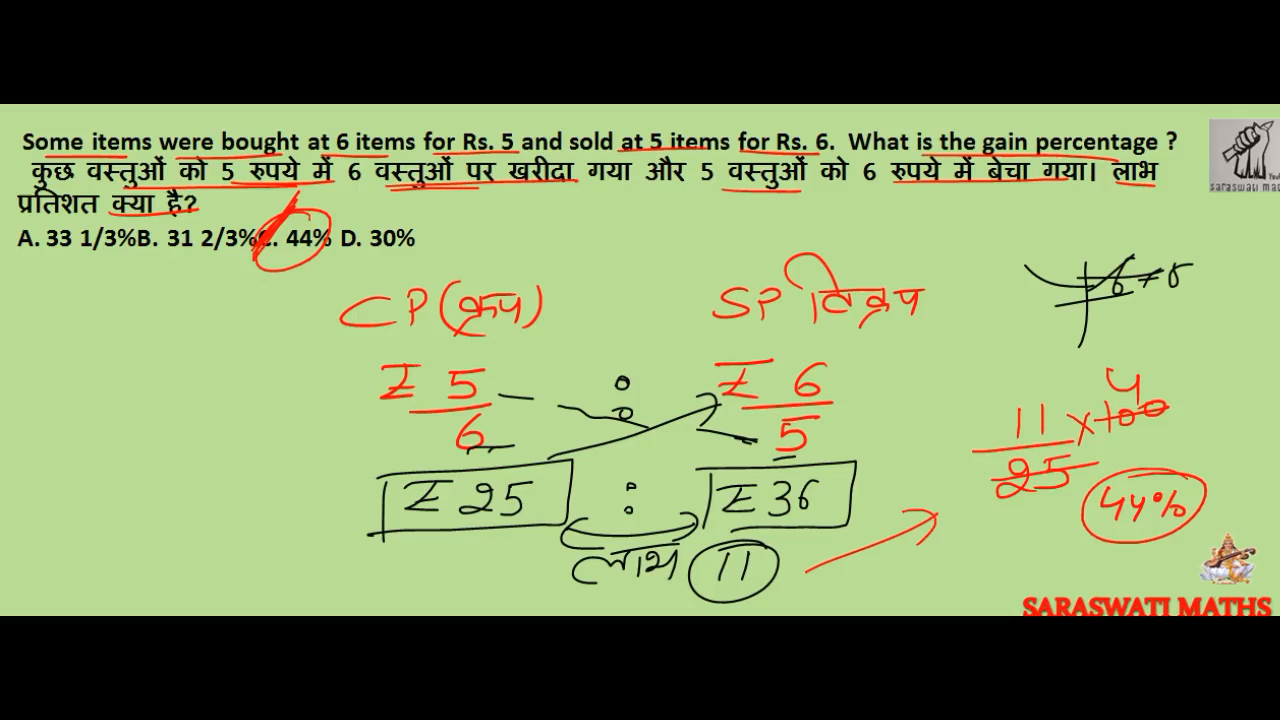 Some items were bought at 6 items for Rs. 5 and sold at 5 items for Rs. 6. What is the gain percentage ?
कुछ वस्तुओं को 5 रुपये में 6 वस्तुओं पर खरीदा गया और 5 वस्तुओं को 6 रुपये में बेचा गया। लाभ
प्रतिशत क्या है?
A. 33 1/3%B. 31 2/3%C. 44% D. 30%
CP (क्रय) SP विक्रय
₹ 5/6 : ₹ 6/5
₹ 25 : ₹ 36
लाभ 11
11/25 × 100 4
44%
SARASWATI MATHS